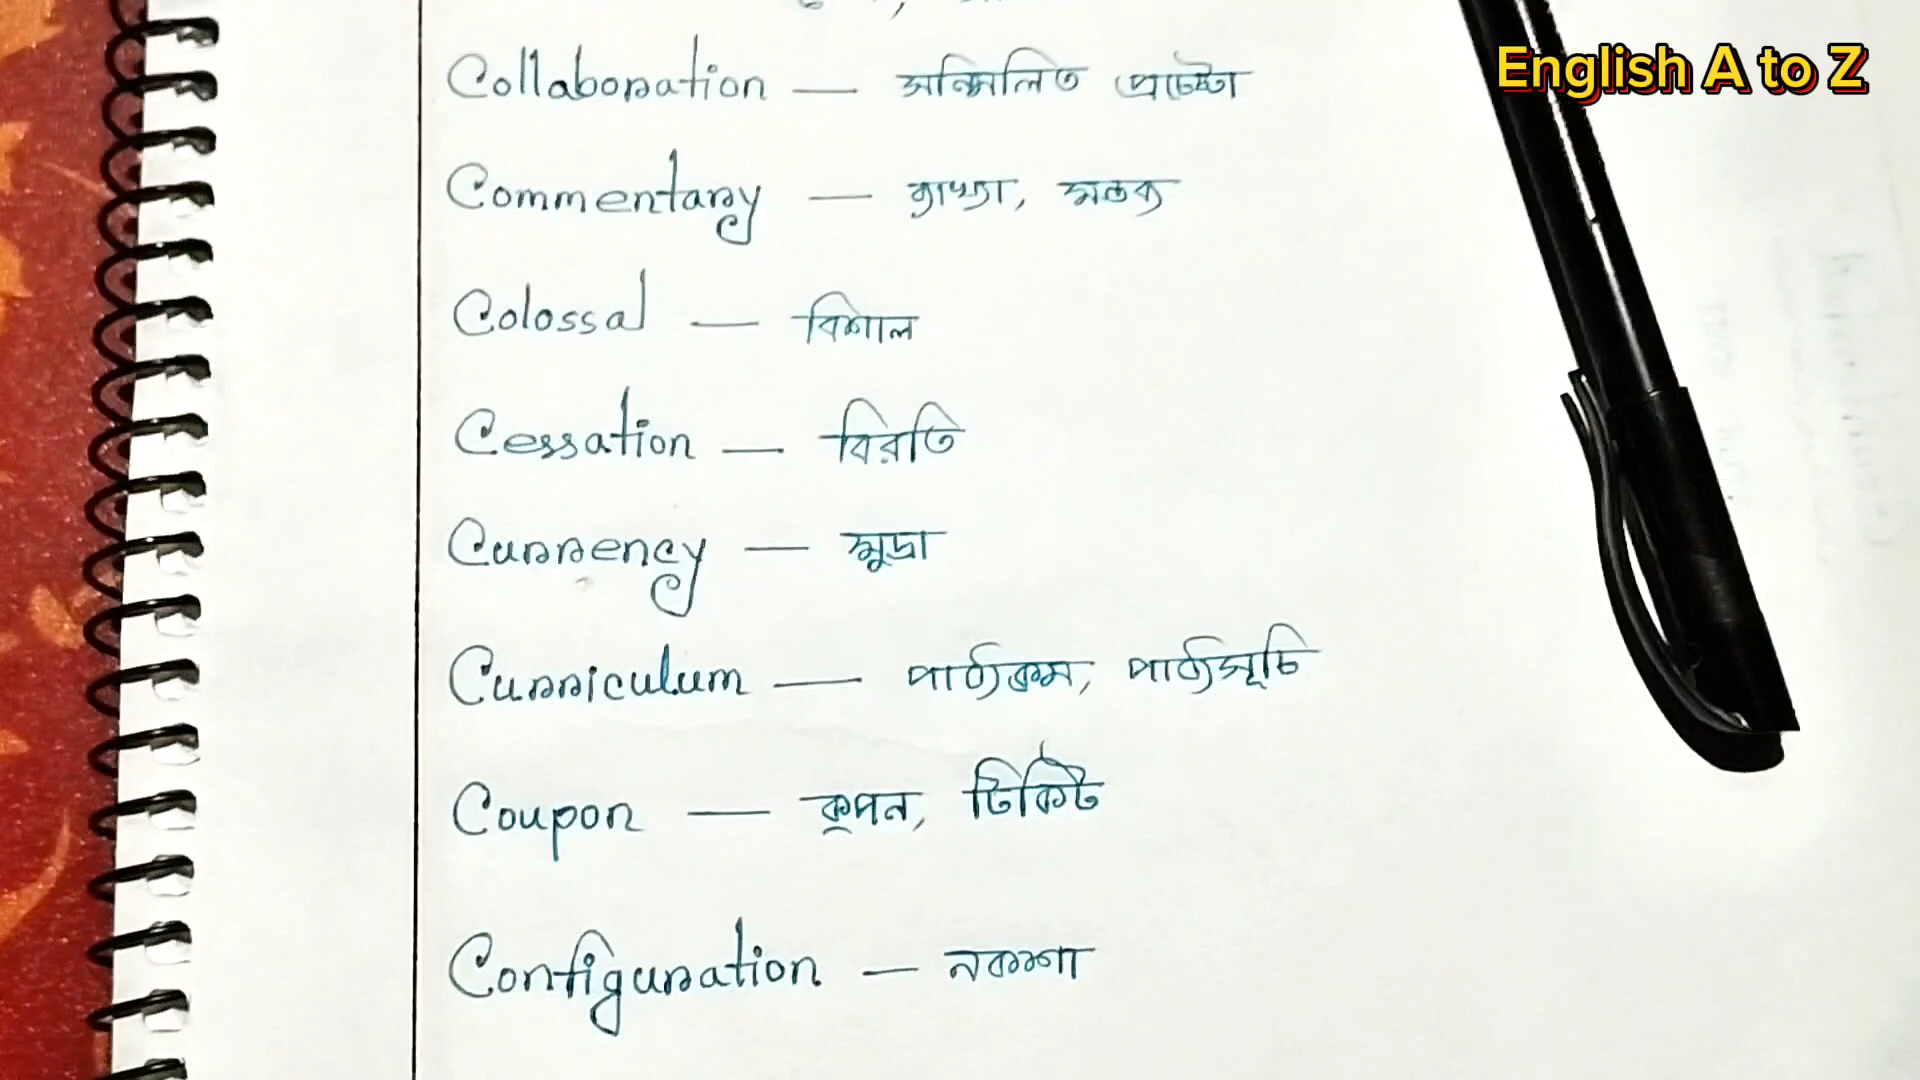 English A to Z
Collaboration — সম্মিলিত প্রচেষ্টা
Commentary — ব্যাখ্যা, মন্তব্য
Colossal — বিশাল
Cessation — বিরতি
Currency — মুদ্রা
Curriculum — পাঠ্যক্রম, পাঠ্যসূচি
Coupon — কূপন, টিকিট
Configuration — নকশা